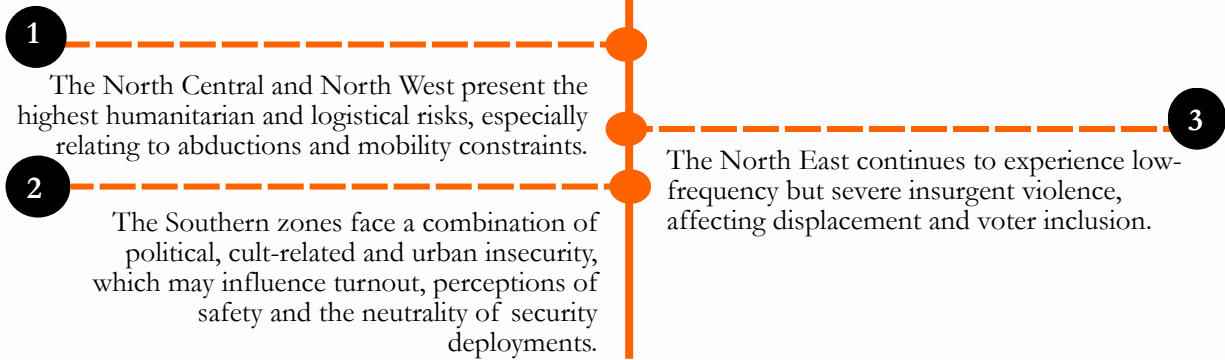 1
The North Central and North West present the
highest humanitarian and logistical risks, especially
relating to abductions and mobility constraints.
2
The Southern zones face a combination of
political, cult-related and urban insecurity,
which may influence turnout, perceptions of
safety and the neutrality of security
deployments.
3
The North East continues to experience low-
frequency but severe insurgent violence,
affecting displacement and voter inclusion.